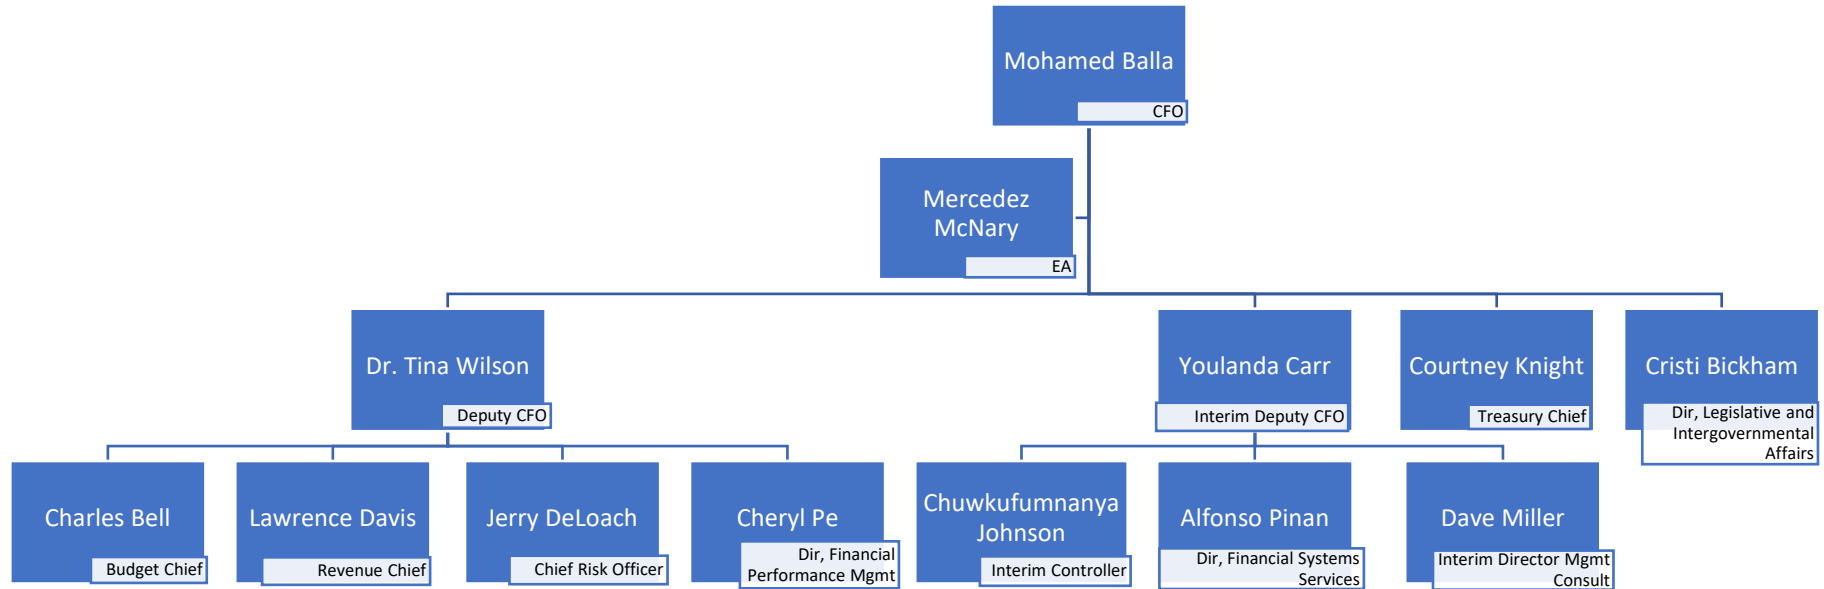 Mohamed Balla
CFO
Mercedez
McNary
EA
Dr. Tina Wilson
Deputy CFO
Youlanda Carr
Interim Deputy CFO
Courtney Knight
Treasury Chief
Cristi Bickham
Dir, Legislative and
Intergovernmental
Affairs
Charles Bell
Budget Chief
Lawrence Davis
Revenue Chief
Jerry DeLoach
Chief Risk Officer
Cheryl Pe
Dir, Financial
Performance Mgmt
Chuwkufumnanya
Johnson
Interim Controller
Alfonso Pinan
Dir, Financial Systems
Services
Dave Miller
Interim Director Mgmt
Consult